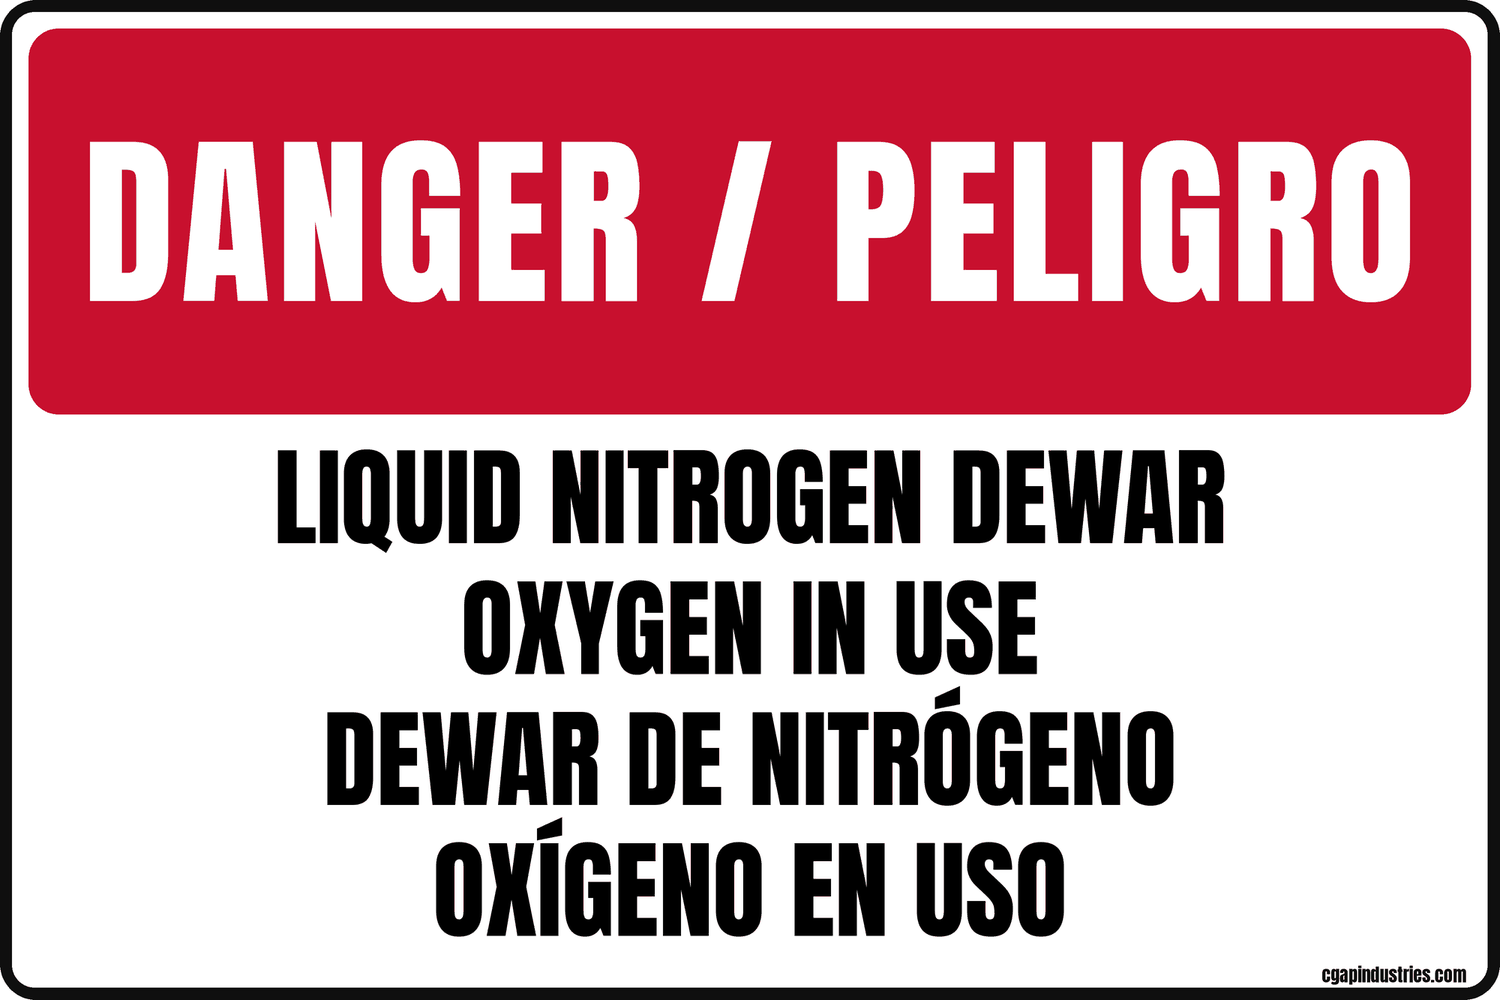 DANGER / PELIGRO
LIQUID NITROGEN DEWAR
OXYGEN IN USE
DEWAR DE NITRÓGENO
OXÍGENO EN USO
cgapindustries.com